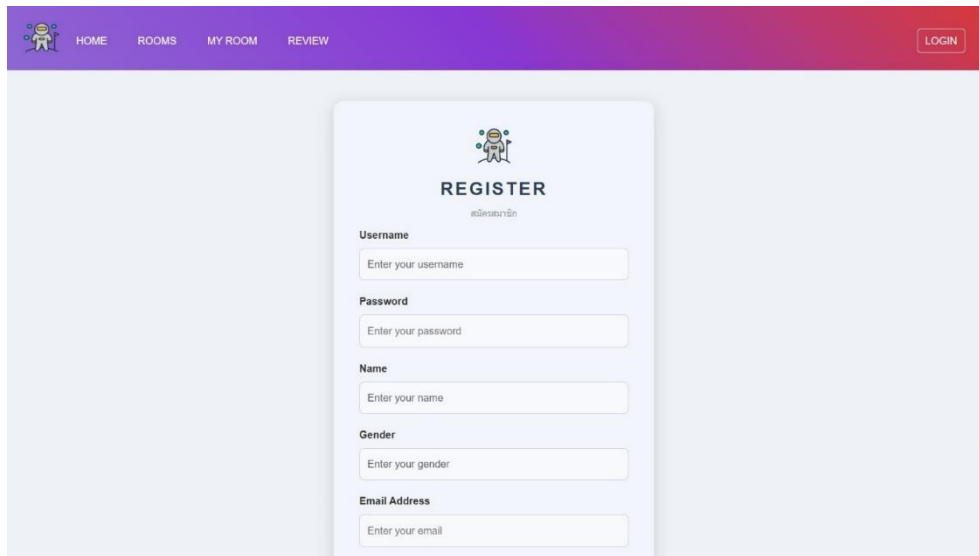 HOME ROOMS MY ROOM REVIEW LOGIN
REGISTER
สมัครสมาชิก
Username
Enter your username
Password
Enter your password
Name
Enter your name
Gender
Enter your gender
Email Address
Enter your email